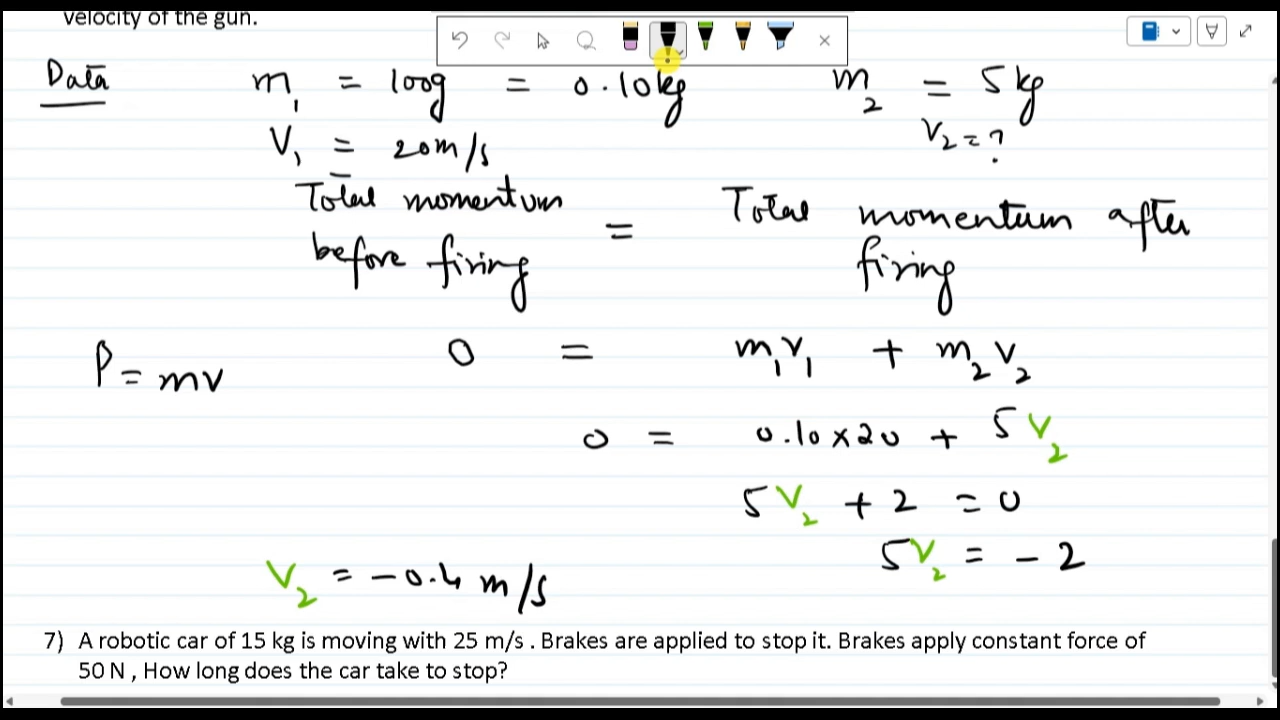 velocity of the gun.
Data m₁ = 100g = 0.10kg m₂ = 5kg
V₁ = 20m/s V₂ = ?
Total momentum before firing = Total momentum after firing
P = mv 0 = m₁v₁ + m₂v₂
0 = 0.10×20 + 5V₂
5V₂ + 2 = 0
5V₂ = -2
V₂ = -0.4 m/s
7) A robotic car of 15 kg is moving with 25 m/s . Brakes are applied to stop it. Brakes apply constant force of
50 N , How long does the car take to stop?